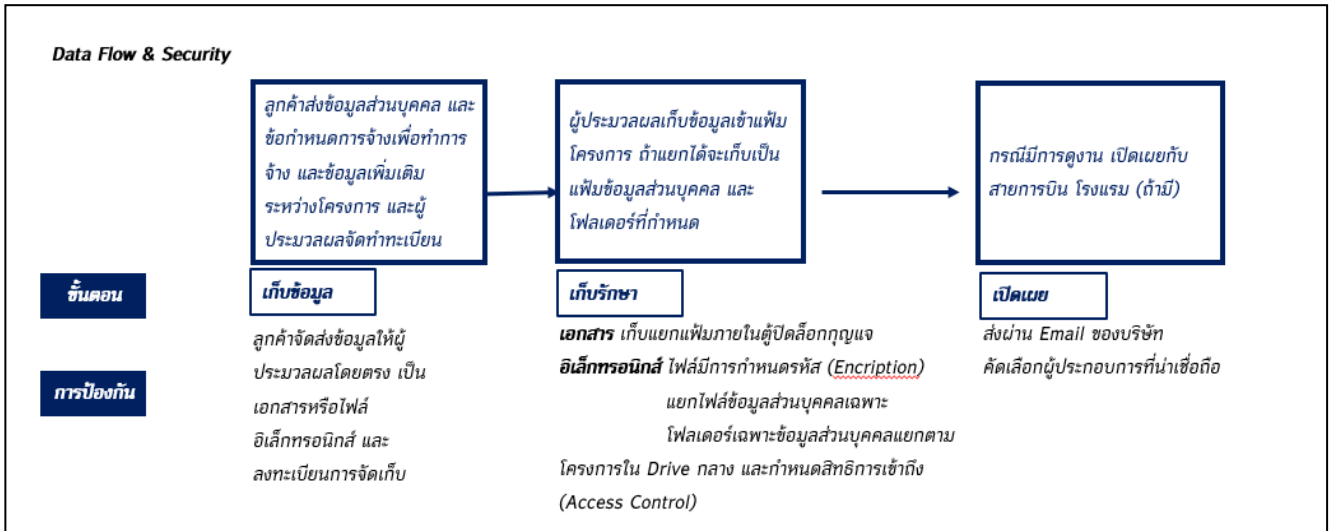 Data Flow & Security
ลูกค้าส่งข้อมูลส่วนบุคคล และ
ข้อกำหนดการจ้างเพื่อทำการ
จ้าง และข้อมูลเพิ่มเติม
ระหว่างโครงการ และผู้
ประมวลผลจัดทำทะเบียน
ผู้ประมวลผลเก็บข้อมูลเข้าแฟ้ม
โครงการ ถ้าแยกได้จะเก็บเป็น
แฟ้มข้อมูลส่วนบุคคล และ
โฟลเดอร์ที่กำหนด
กรณีมีการดูงาน เปิดเผยกับ
สายการบิน โรงแรม (ถ้ามี)
ขั้นตอน
เก็บข้อมูล
เก็บรักษา
เปิดเผย
การป้องกัน
ลูกค้าจัดส่งข้อมูลให้ผู้
ประมวลผลโดยตรง เป็น
เอกสารหรือไฟล์
อิเล็กทรอนิกส์ และ
ลงทะเบียนการจัดเก็บ
เอกสาร เก็บแยกแฟ้มภายในตู้ปิดล็อกกุญแจ
อิเล็กทรอนิกส์ ไฟล์มีการกำหนดรหัส (Encription)
แยกไฟล์ข้อมูลส่วนบุคคลเฉพาะ
โฟลเดอร์เฉพาะข้อมูลส่วนบุคคลแยกตาม
โครงการใน Drive กลาง และกำหนดสิทธิการเข้าถึง
(Access Control)
ส่งผ่าน Email ของบริษัท
คัดเลือกผู้ประกอบการที่น่าเชื่อถือ